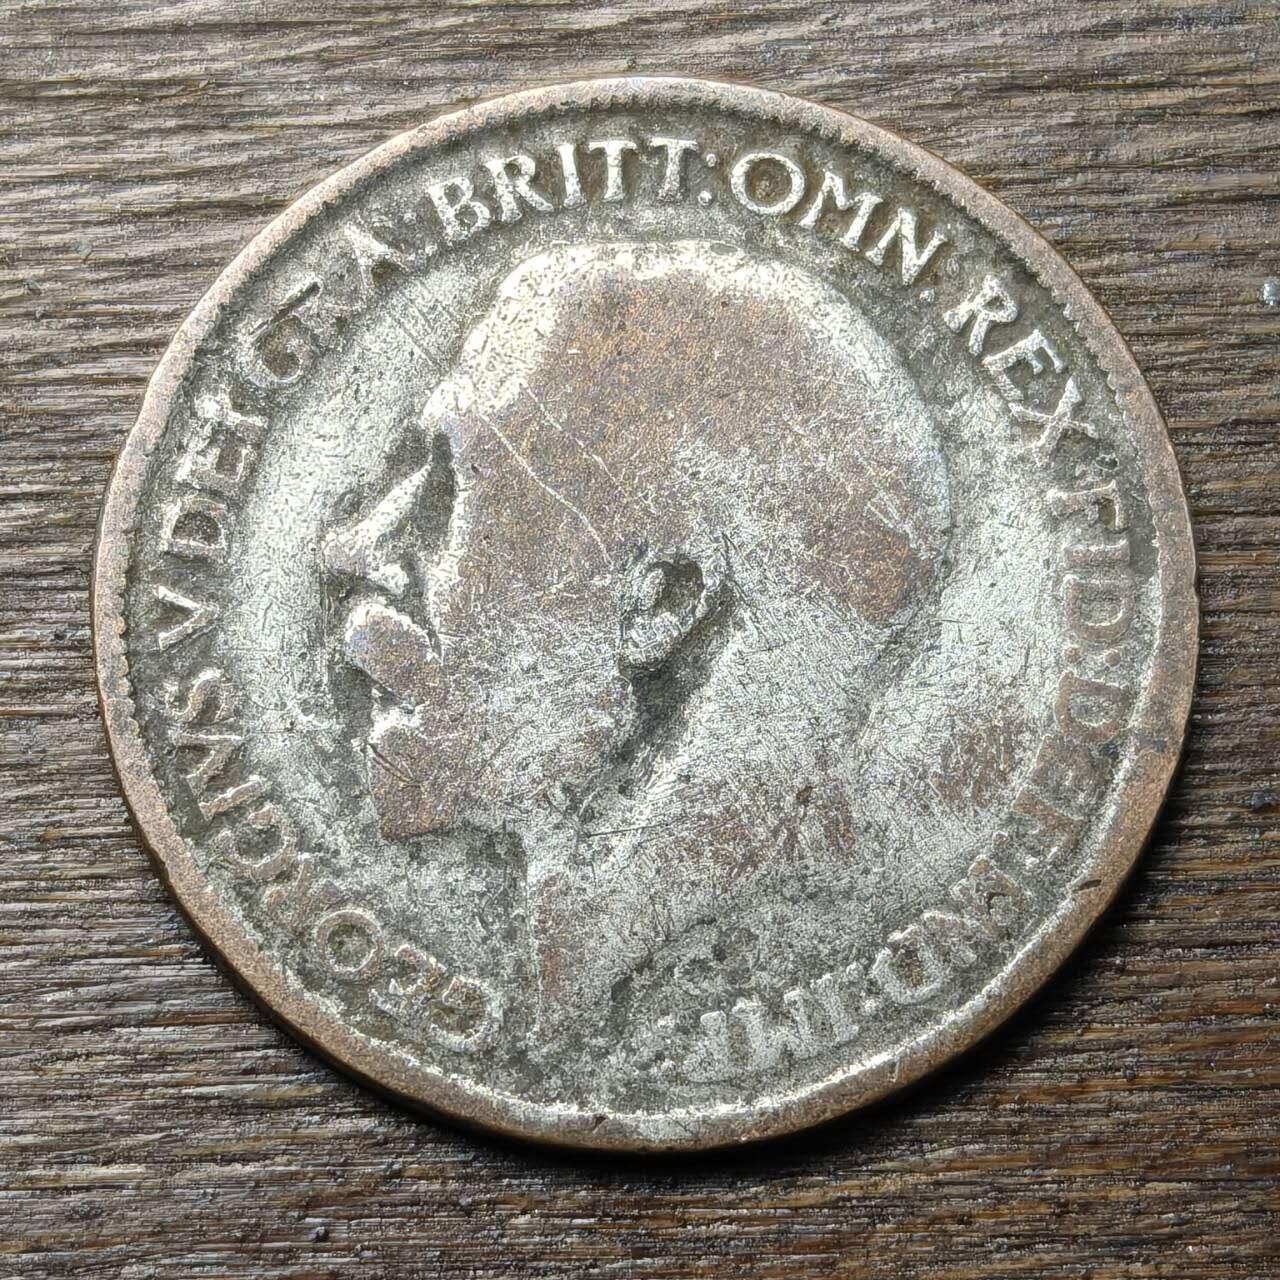 GEORGIVS V DEI GRA: BRITT: OMN: REX FID: DEF: IND: IMP: